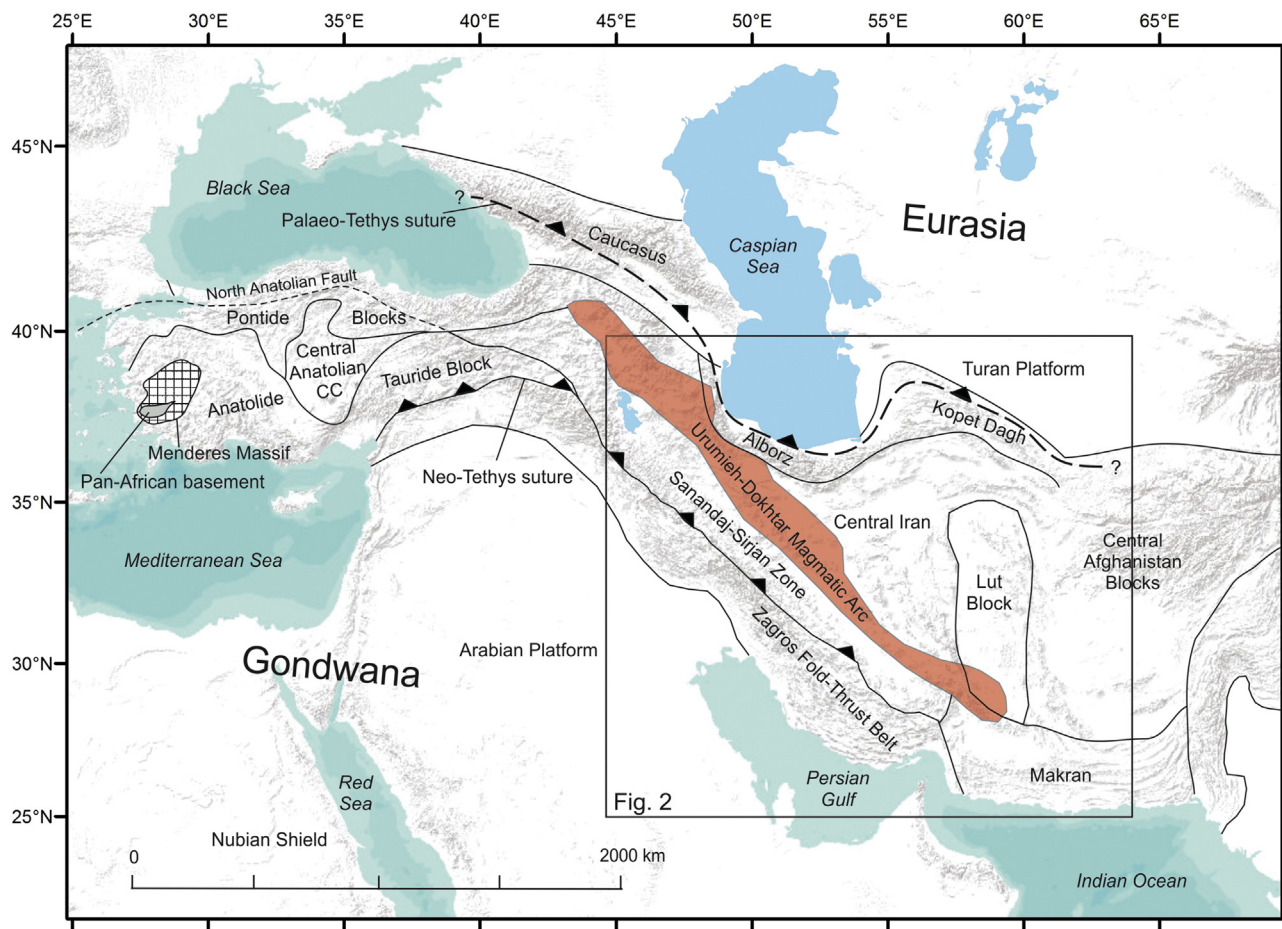 25°E 30°E 35°E 40°E 45°E 50°E 55°E 60°E 65°E
45°N
40°N
35°N
30°N
25°N
Black Sea
?
Palaeo-Tethys suture
Caucasus
Caspian
Sea
Eurasia
North Anatolian Fault
Pontide
Blocks
Central
Anatolian
CC
Tauride Block
Anatolide
Menderes Massif
Pan-African basement
Neo-Tethys suture
Turan Platform
Kopet Dagh
?
Alborz
Urumieh-Dokhtar Magmatic Arc
Sanandaj-Sirjan Zone
Central Iran
Lut
Block
Central
Afghanistan
Blocks
Mediterranean Sea
Gondwana
Arabian Platform
Zagros Fold-Thrust Belt
Red
Sea
Persian
Gulf
Makran
Fig. 2
Nubian Shield
0 2000 km
Indian Ocean